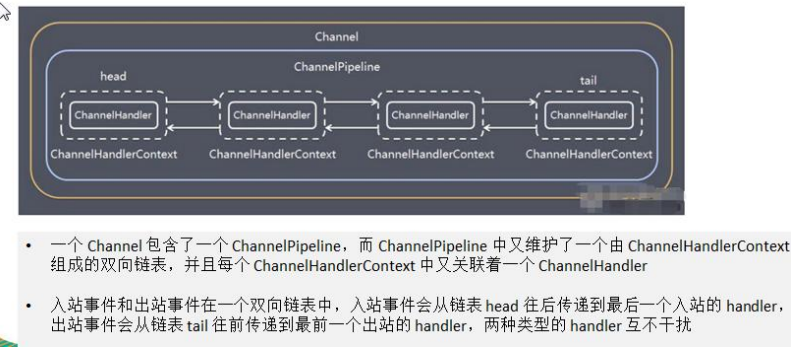 Channel
ChannelPipeline
head
tail
ChannelHandler
ChannelHandler
ChannelHandler
ChannelHandler
ChannelHandlerContext
ChannelHandlerContext
ChannelHandlerContext
ChannelHandlerContext
• 一个 Channel 包含了一个 ChannelPipeline，而 ChannelPipeline 中又维护了一个由 ChannelHandlerContext
组成的双向链表，并且每个 ChannelHandlerContext 中又关联着一个 ChannelHandler
• 入站事件和出站事件在一个双向链表中，入站事件会从链表 head 往后传递到最后一个入站的 handler，
出站事件会从链表 tail 往前传递到最前一个出站的 handler，两种类型的 handler 互不干扰